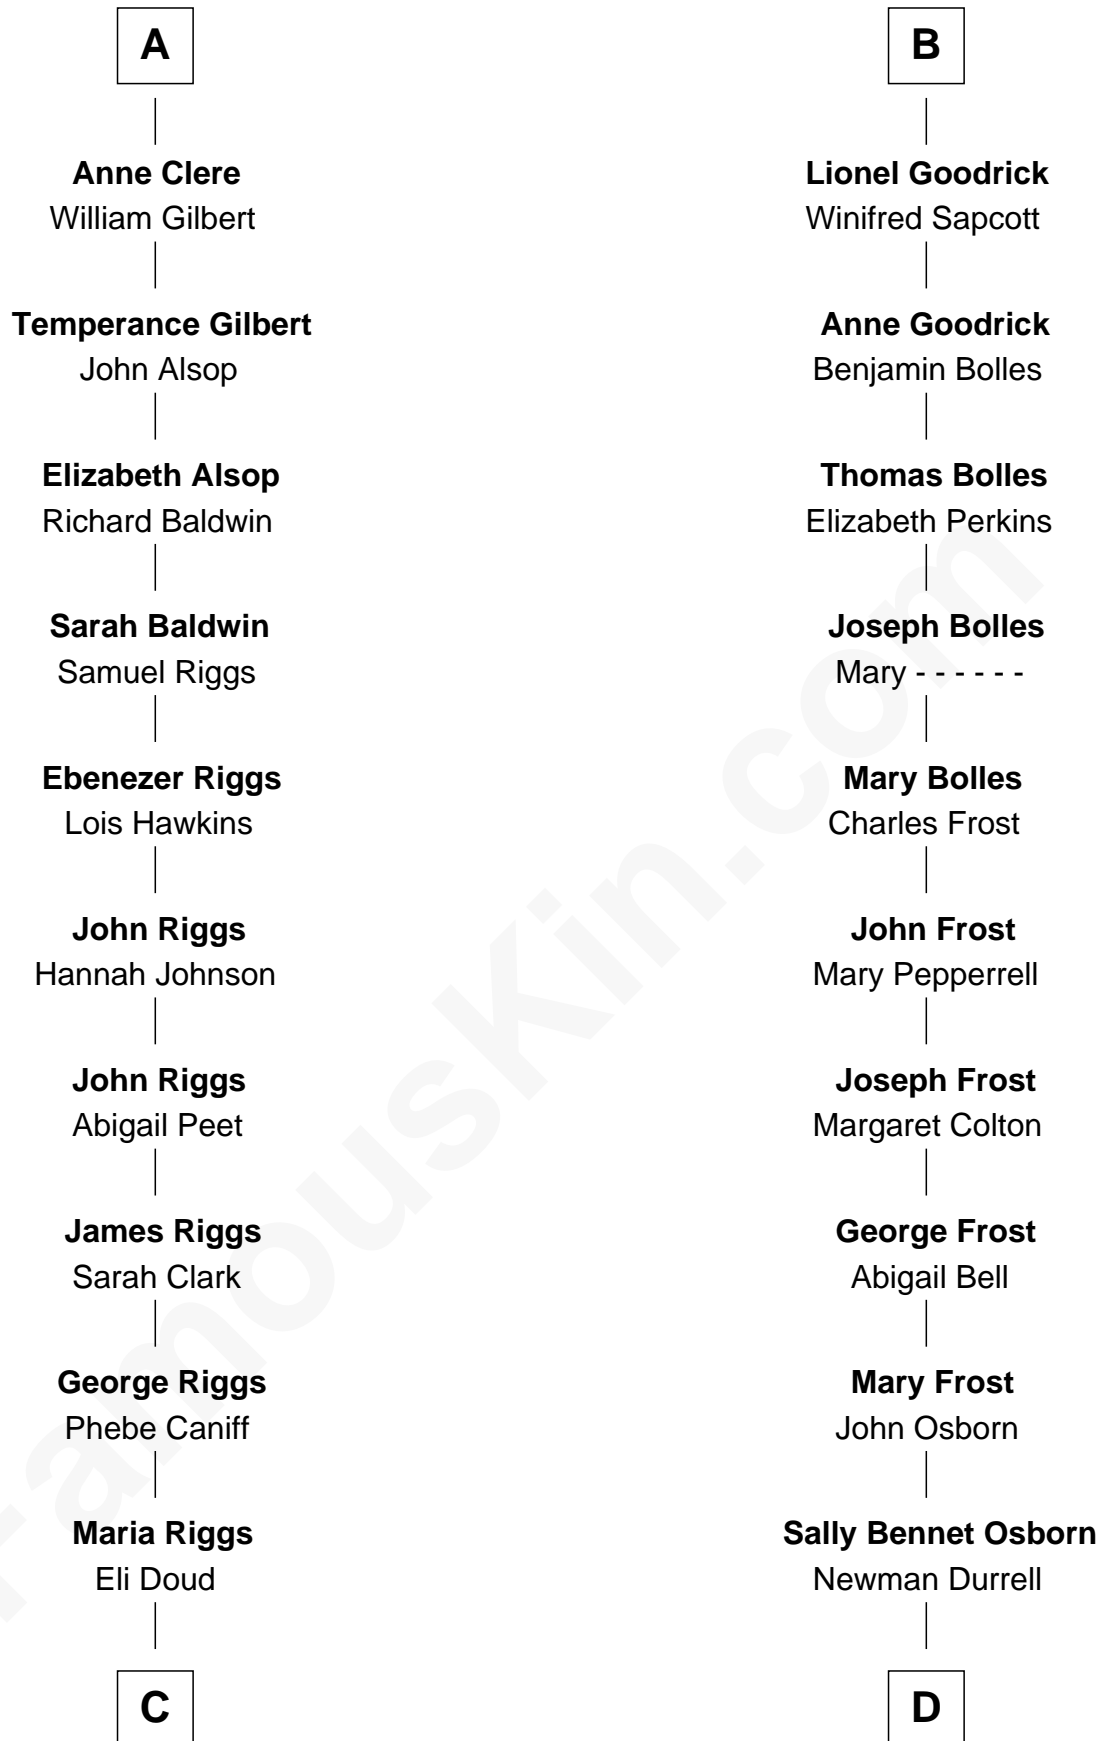 A
Anne Clere
William Gilbert
Temperance Gilbert
John Alsop
Elizabeth Alsop
Richard Baldwin
Sarah Baldwin
Samuel Riggs
Ebenezer Riggs
Lois Hawkins
John Riggs
Hannah Johnson
John Riggs
Abigail Peet
James Riggs
Sarah Clark
George Riggs
Phebe Caniff
Maria Riggs
Eli Doud
C
B
Lionel Goodrick
Winifred Sapcott
Anne Goodrick
Benjamin Bolles
Thomas Bolles
Elizabeth Perkins
Joseph Bolles
Mary - - - - - -
Mary Bolles
Charles Frost
John Frost
Mary Pepperrell
Joseph Frost
Margaret Colton
George Frost
Abigail Bell
Mary Frost
John Osborn
Sally Bennet Osborn
Newman Durrell
D
FamousKin.com